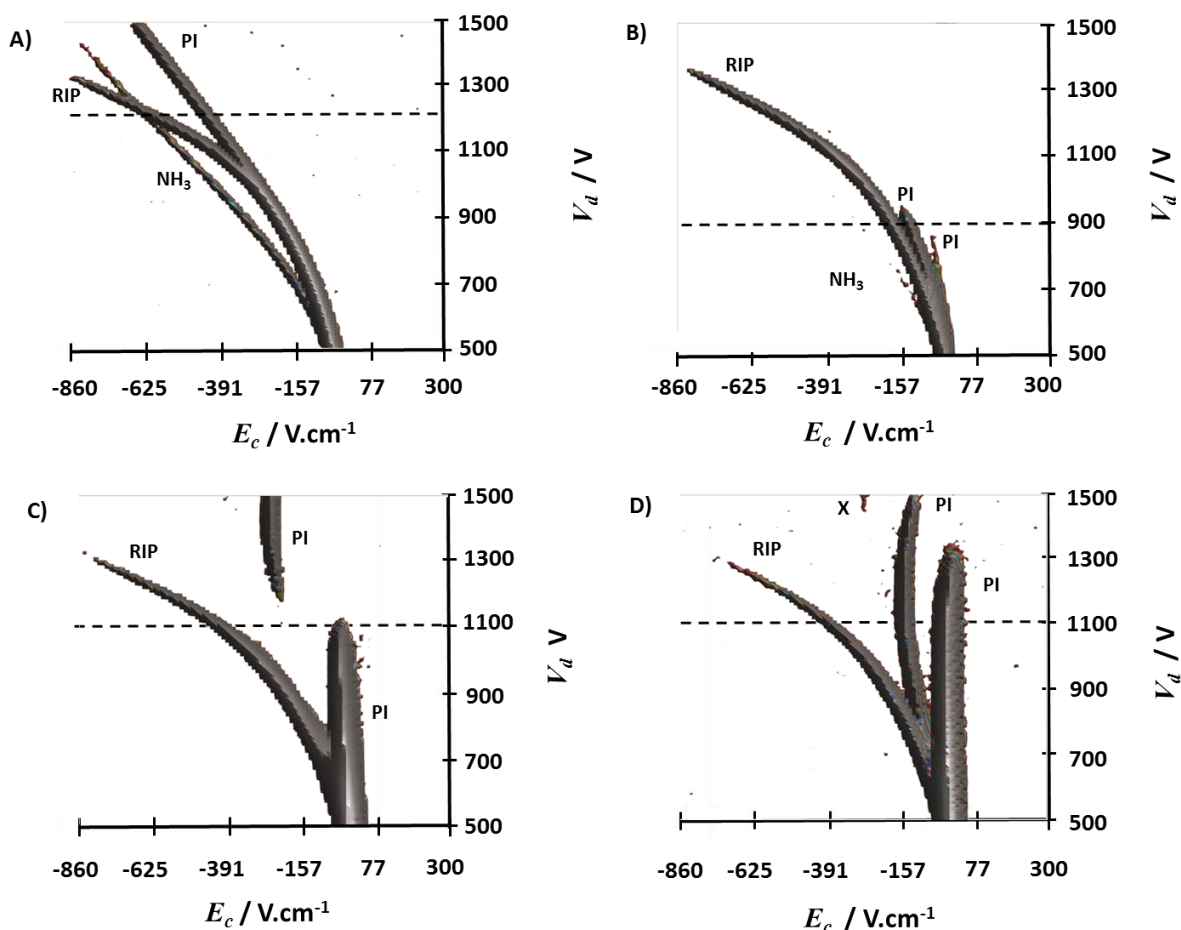 A)
PI
RIP
NH3
1500
1300
1100
900
700
500
Vd / V
-860 -625 -391 -157 77 300
Ec / V.cm-1
B)
RIP
PI
PI
NH3
1500
1300
1100
900
700
500
Vd / V
-860 -625 -391 -157 77 300
Ec / V.cm-1
C)
RIP
PI
PI
1500
1300
1100
900
700
500
Vd V
-860 -625 -391 -157 77 300
Ec / V.cm-1
D)
X
PI
RIP
PI
1500
1300
1100
900
700
500
Vd / V
-860 -625 -391 -157 77 300
Ec / V.cm-1